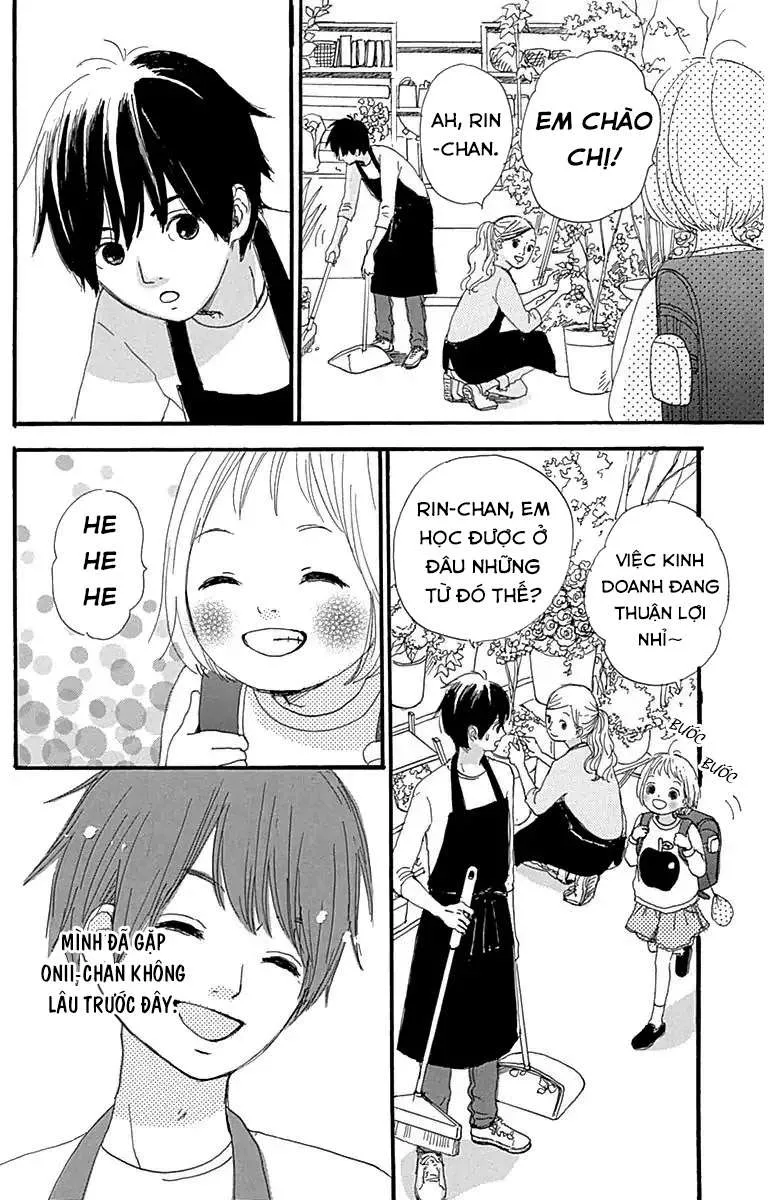 EM CHÀO
CHỊ!
AH, RIN
-CHAN.
VIỆC KINH
DOANH ĐANG
THUẬN LỢI
NHỈ~
RIN-CHAN, EM
HỌC ĐƯỢC Ở
ĐÂU NHỮNG
TỪ ĐÓ THẾ?
BƯỚC
BƯỚC
HE
HE
HE
MÌNH ĐÃ GẶP
ONII-CHAN KHÔNG
LÂU TRƯỚC ĐÂY.